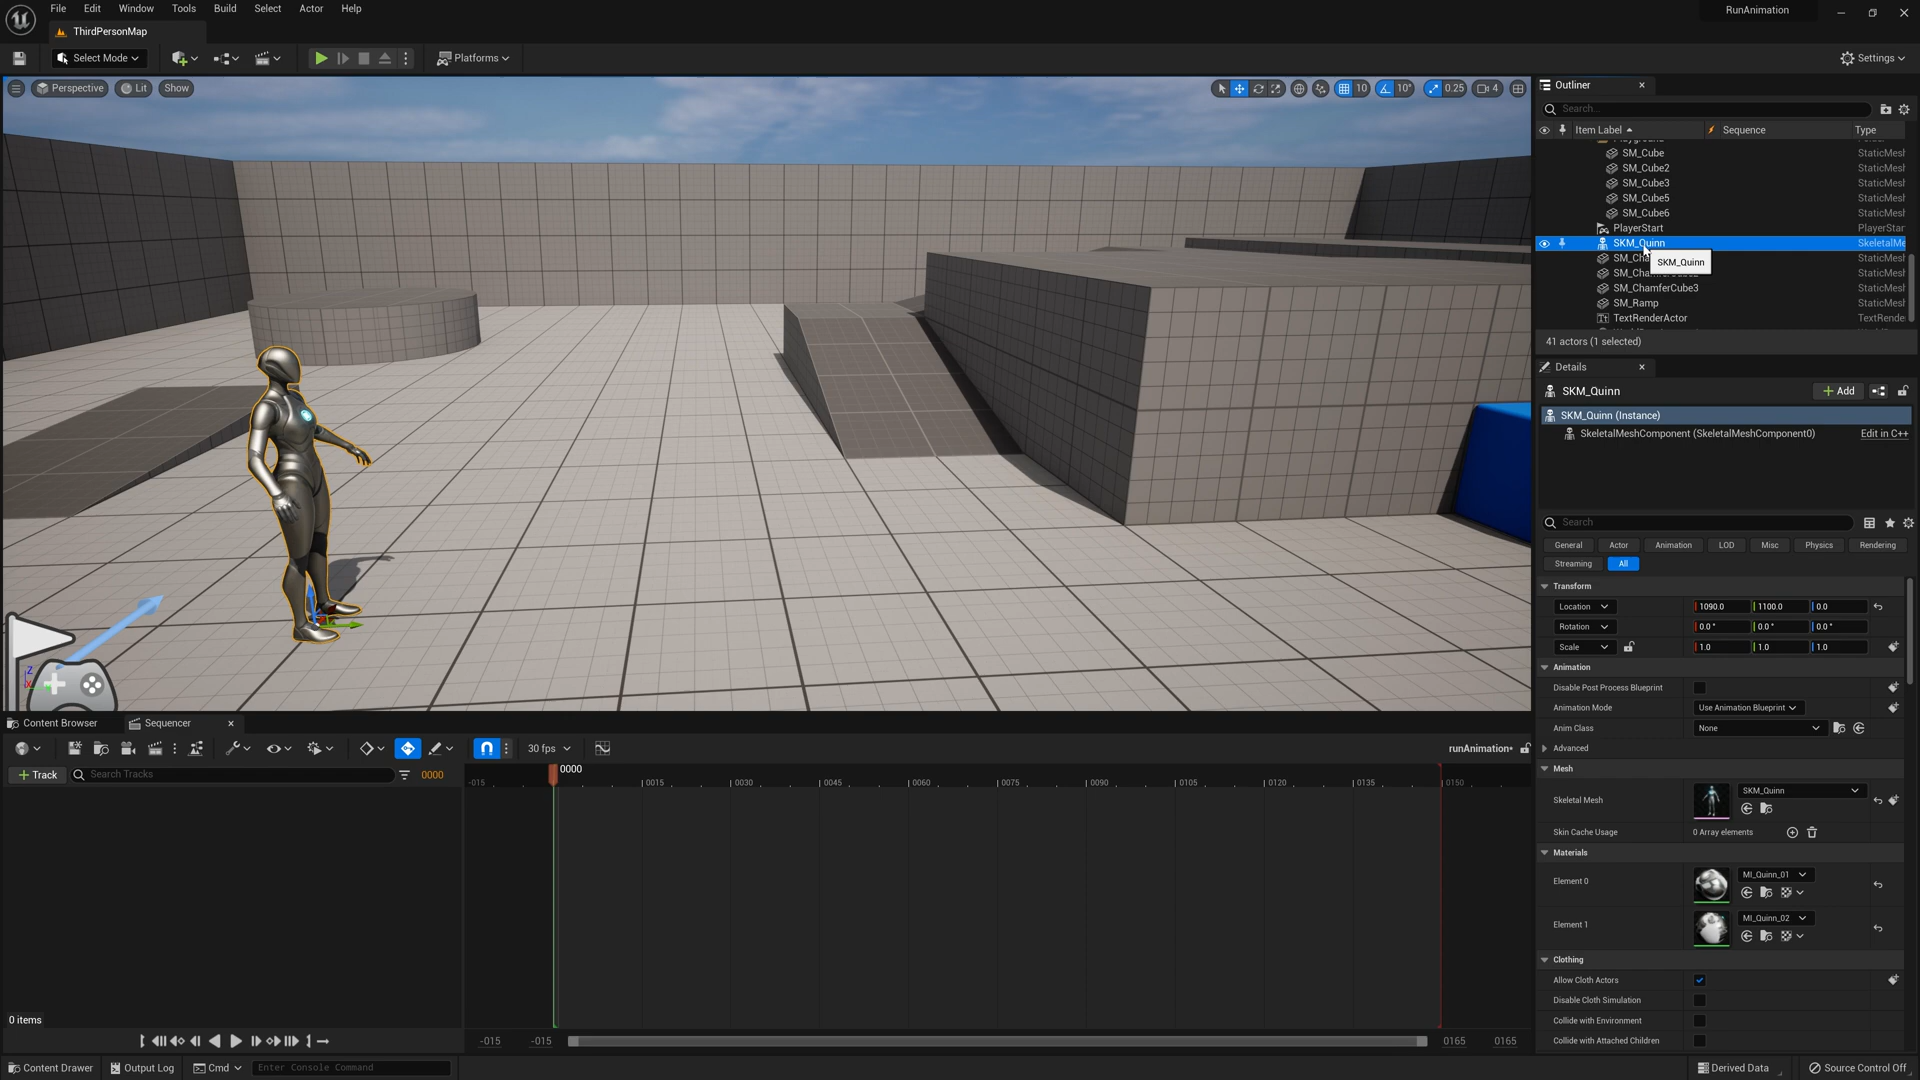 File Edit Window Tools Build Select Actor Help
RunAnimation
ThirdPersonMap
Select Mode
Platforms
Settings
Perspective
Lit
Show
10
10°
0.25
4
Outliner
Search...
Item Label
Sequence
Type
SM_Cube StaticMesh
SM_Cube2 StaticMesh
SM_Cube3 StaticMesh
SM_Cube5 StaticMesh
SM_Cube6 StaticMesh
PlayerStart PlayerStar
SKM_Quinn SkeletalMe
SM_Cha StaticMesh
SKM_Quinn
StaticMesh
SM_ChamferCube3 StaticMesh
SM_Ramp StaticMesh
TextRenderActor TextRende
41 actors (1 selected)
Details
SKM_Quinn
+ Add
SKM_Quinn (Instance)
SkeletalMeshComponent (SkeletalMeshComponent0) Edit in C++
Search
General Actor Animation LOD Misc Physics Rendering
Streaming All
Transform
Location 1090.0 1100.0 0.0
Rotation 0.0° 0.0° 0.0°
Scale 1.0 1.0 1.0
Animation
Disable Post Process Blueprint
Animation Mode Use Animation Blueprint
Anim Class None
Advanced
Mesh
Skeletal Mesh SKM_Quinn
Skin Cache Usage 0 Array elements
Materials
Element 0 MI_Quinn_01
Element 1 MI_Quinn_02
Clothing
Allow Cloth Actors
Disable Cloth Simulation
Collide with Environment
Collide with Attached Children
Z
X
Content Browser
Sequencer
30 fps
runAnimation•
+ Track
Search Tracks
0000
0000
-015 0015 0030 0045 0060 0075 0090 0105 0120 0135 0150
0 items
-015 -015 0165 0165
Content Drawer
Output Log
Cmd
Enter Console Command
Derived Data
Source Control Off